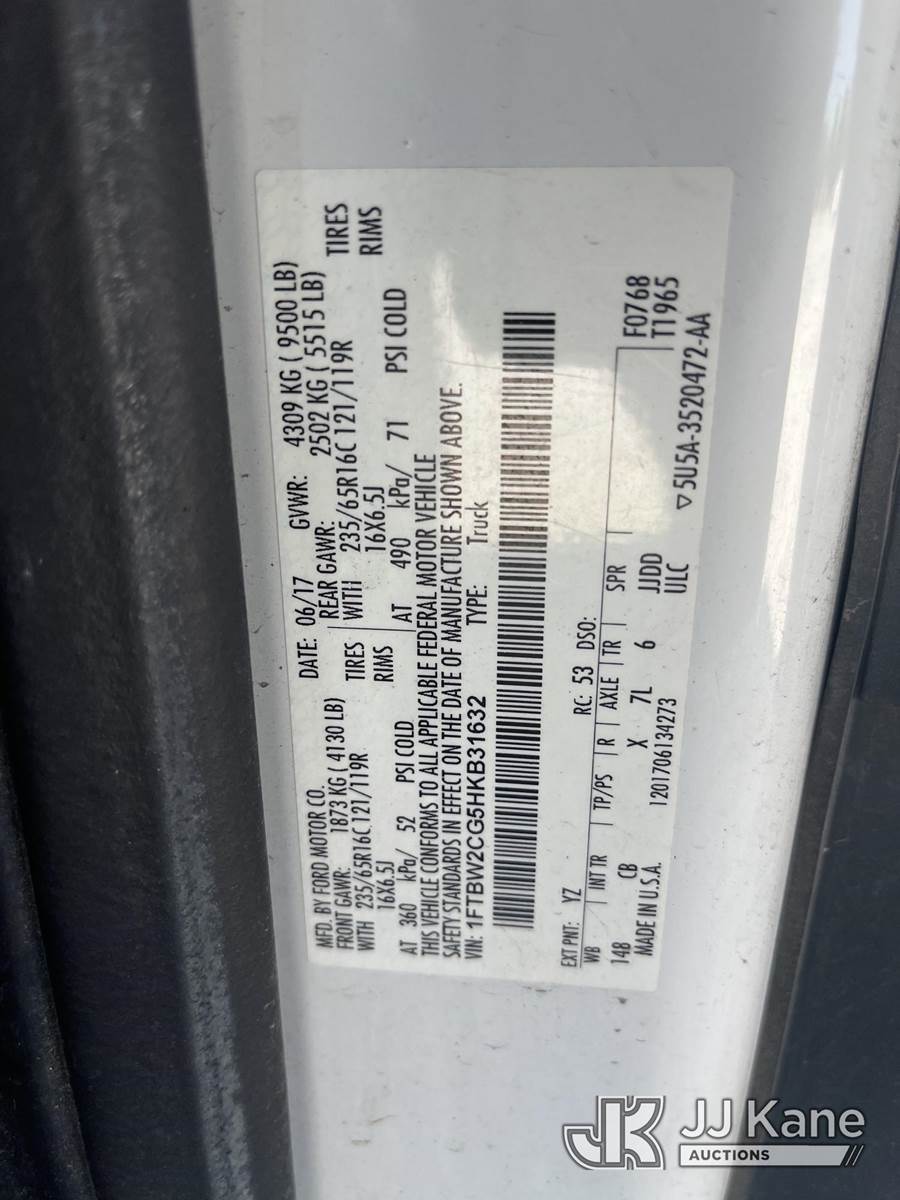 MFD. BY FORD MOTOR CO.
DATE: 06/17 GVWR: 4309 KG ( 9500 LB)
FRONT GAWR: 1873 KG ( 4130 LB) REAR GAWR: 2502 KG ( 5515 LB)
WITH 235/65R16C 121/119R TIRES WITH 235/65R16C 121/119R TIRES
16X6.5J RIMS 16X6.5J RIMS
AT 360 kPa/ 52 PSI COLD AT 490 kPa/ 71 PSI COLD
THIS VEHICLE CONFORMS TO ALL APPLICABLE FEDERAL MOTOR VEHICLE
SAFETY STANDARDS IN EFFECT ON THE DATE OF MANUFACTURE SHOWN ABOVE.
VIN: 1FTBW2CG5HKB31632 TYPE: Truck
EXT PNT: YZ RC: 53 DSO:
WB INT TR TP/PS R AXLE TR SPR F0768
148 CB X 7L 6 JJDD T1965
MADE IN U.S.A. 1201706134273 ULC ▽5U5A-3520472-AA
JK JJ Kane
AUCTIONS